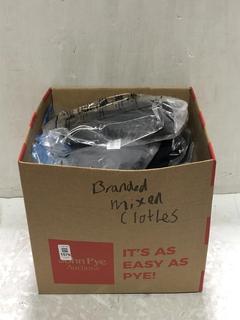 Branded
mixed
Clothes
John Pye
Auctions
IT'S AS
EASY AS
PYE!